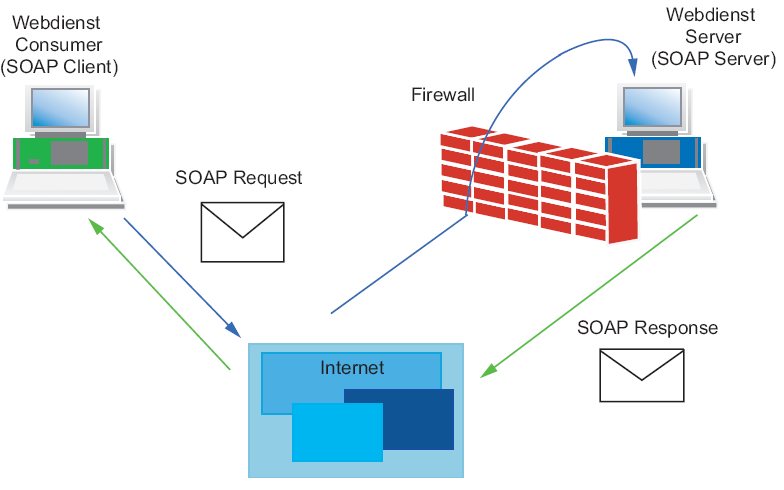 Webdienst
Consumer
(SOAP Client)
Webdienst
Server
(SOAP Server)
Firewall
SOAP Request
SOAP Response
Internet